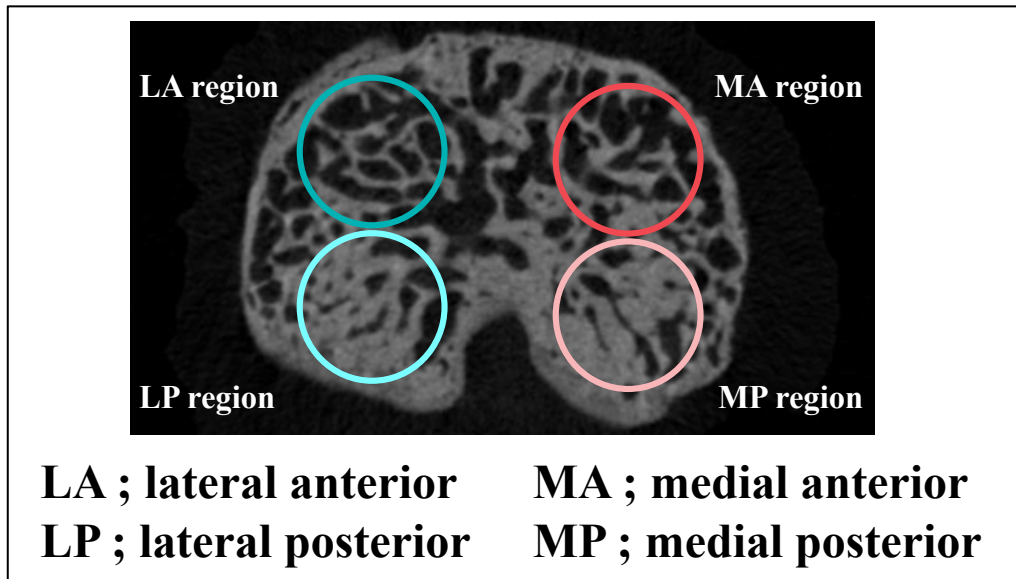 LA region MA region
LP region MP region
LA ; lateral anterior MA ; medial anterior
LP ; lateral posterior MP ; medial posterior